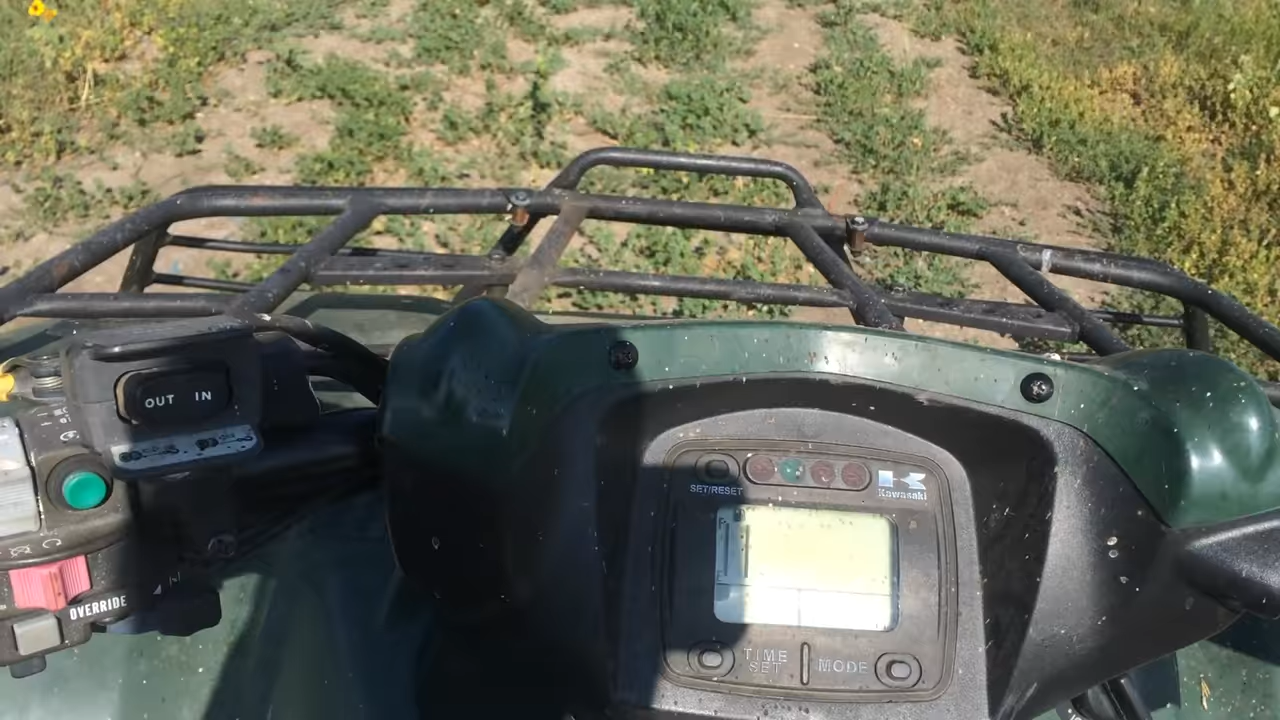 OUT IN
SET/RESET
Kawasaki
OVERRIDE
TIME
SET
MODE